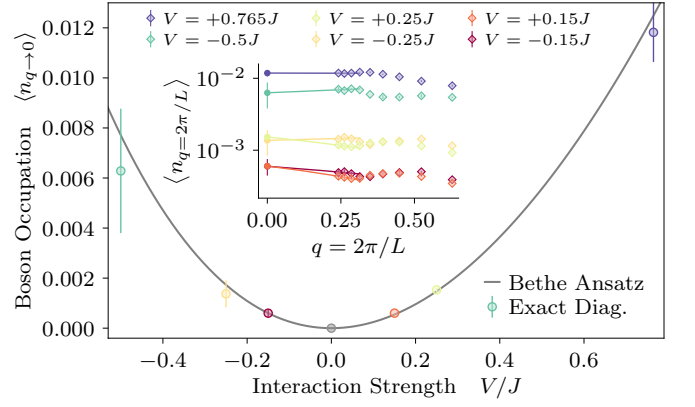 V = +0.765J
V = +0.25J
V = +0.15J
V = −0.5J
V = −0.25J
V = −0.15J
Boson Occupation ⟨n_{q→0}⟩
0.012
0.010
0.008
0.006
0.004
0.002
0.000
⟨n_{q=2π/L}⟩
10^{−2}
10^{−3}
0.00 0.25 0.50
q = 2π/L
Bethe Ansatz
Exact Diag.
−0.4 −0.2 0.0 0.2 0.4 0.6
Interaction Strength V/J